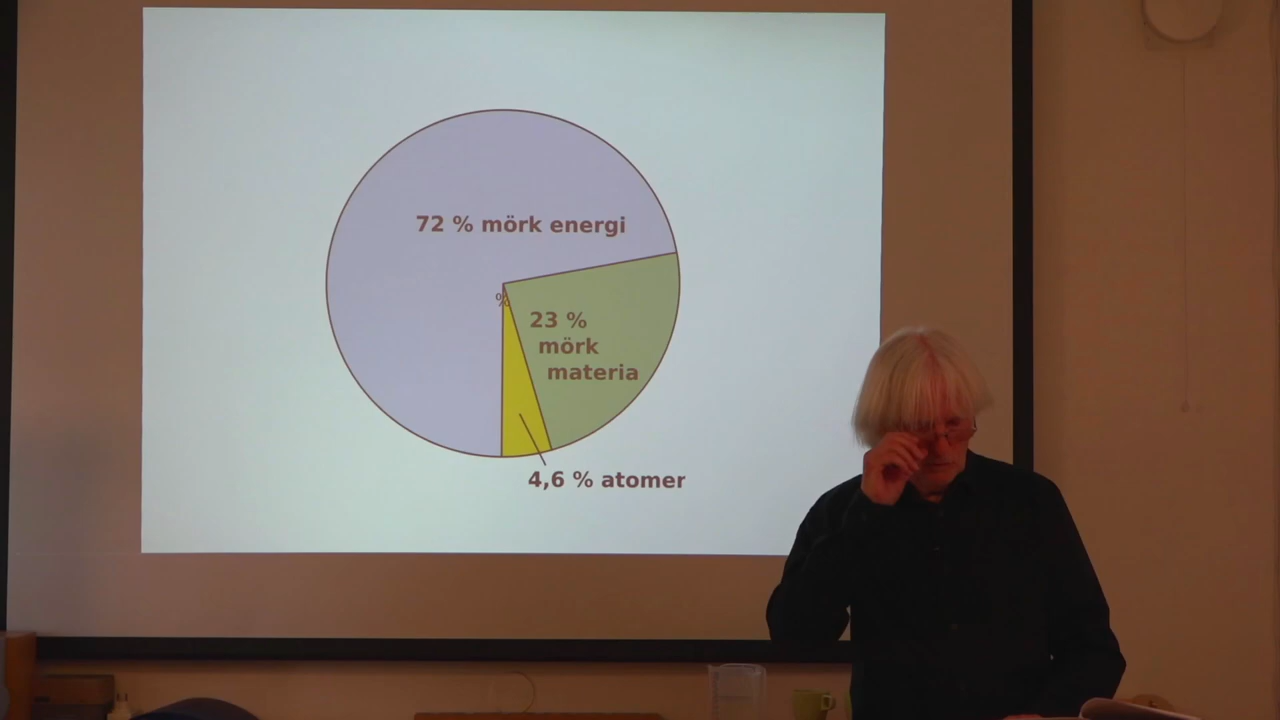 72 % mörk energi
%
23 %
mörk
materia
4,6 % atomer